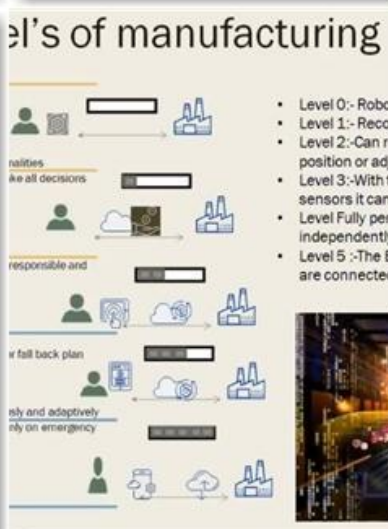 el's of manufacturing
nalities
ke all decisions
responsible and
r fall back plan
sly and adaptively
nly on emergency
• Level 0:- Robo
• Level 1:- Reco
• Level 2:-Can r
position or ad
• Level 3:-With t
sensors it can
• Level Fully per
independently
• Level 5 :-The E
are connected